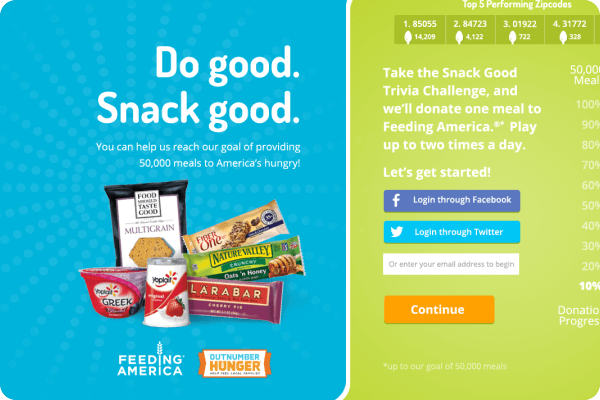 Do good.
Snack good.
You can help us reach our goal of providing
50,000 meals to America's hungry!
FOOD
SHOULD
TASTE
GOOD
MULTIGRAIN
FIBER
One
NATURE VALLEY
CRUNCHY
Oats 'n Honey
LÄRABAR
CHERRY PIE
Yoplait
GREEK
Yoplait
original
FEEDING
AMERICA
OUTNUMBER
HUNGER
HELP FEED LOCAL FAMILIES
Top 5 Performing Zipcodes
1. 85055 2. 84723 3. 01922 4. 31772
14,209 4,122 722 328
Take the Snack Good
Trivia Challenge, and
we'll donate one meal to
Feeding America.®* Play
up to two times a day.
Let's get started!
Login through Facebook
Login through Twitter
Or enter your email address to begin
Continue
*up to our goal of 50,000 meals
50,000
Meal
100%
90%
80%
70%
60%
50%
40%
30%
20%
10%
Donatio
Progres